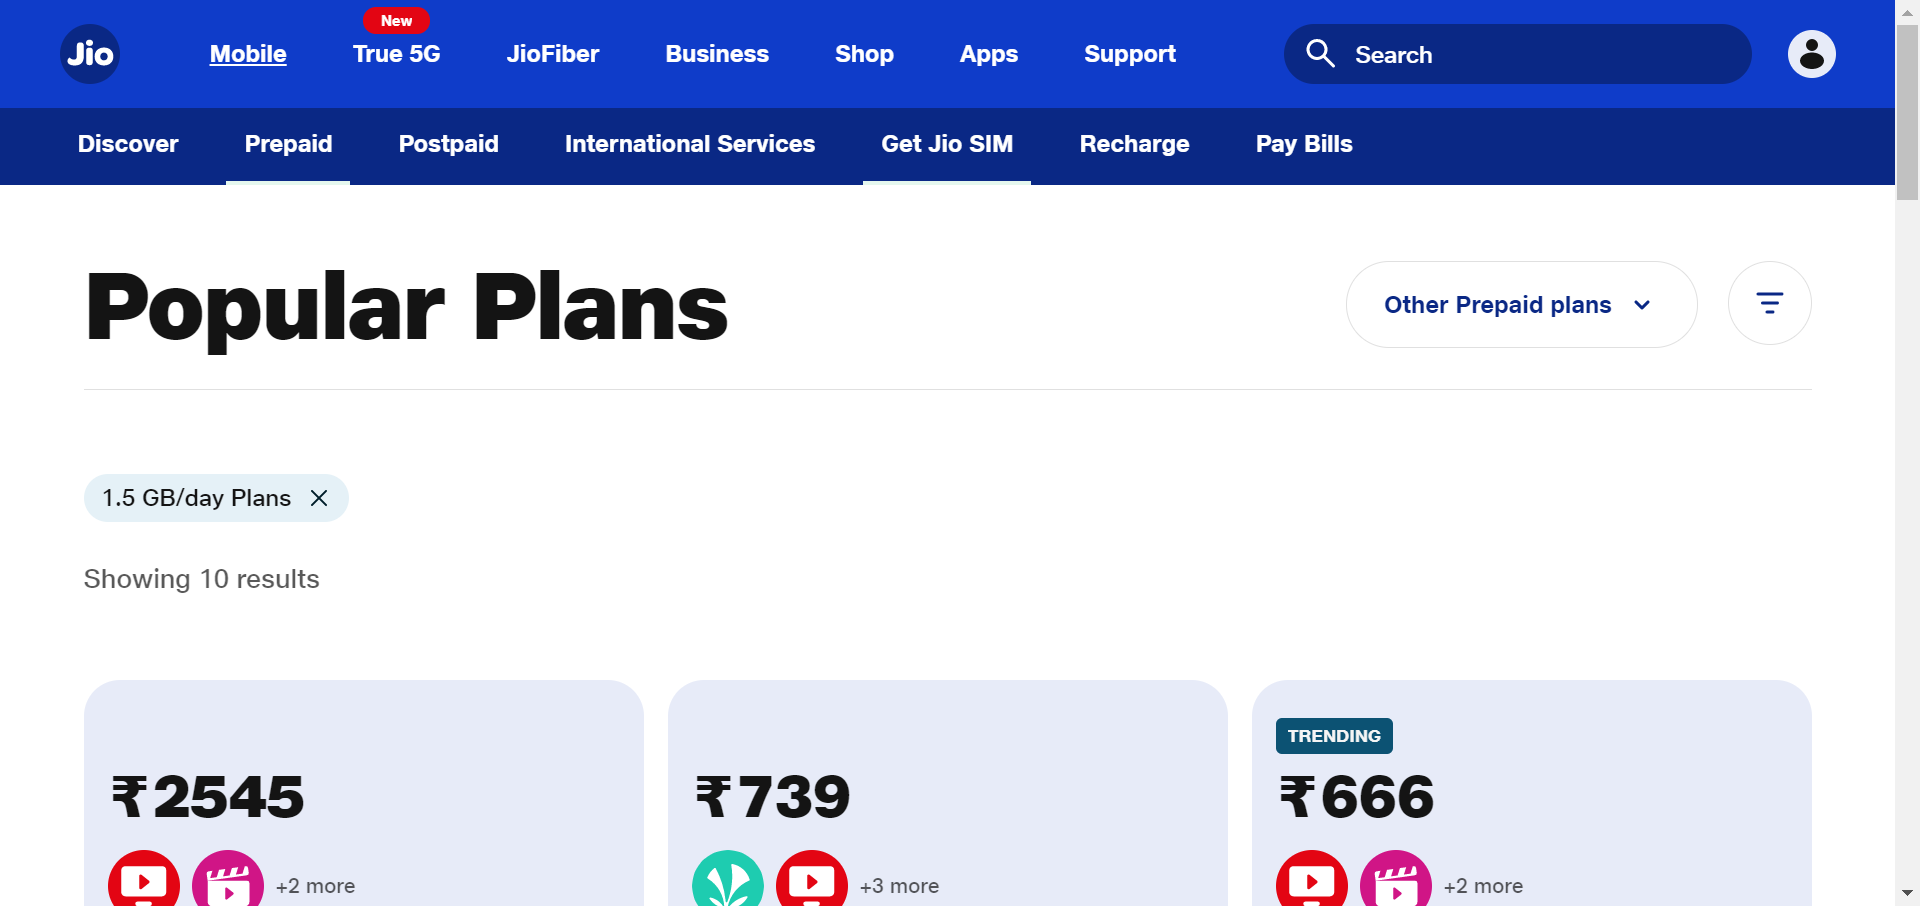 New
Jio Mobile True 5G JioFiber Business Shop Apps Support Search
Discover Prepaid Postpaid International Services Get Jio SIM Recharge Pay Bills
Popular Plans
Other Prepaid plans
1.5 GB/day Plans
Showing 10 results
TRENDING
₹2545
₹739
₹666
+2 more
+3 more
+2 more